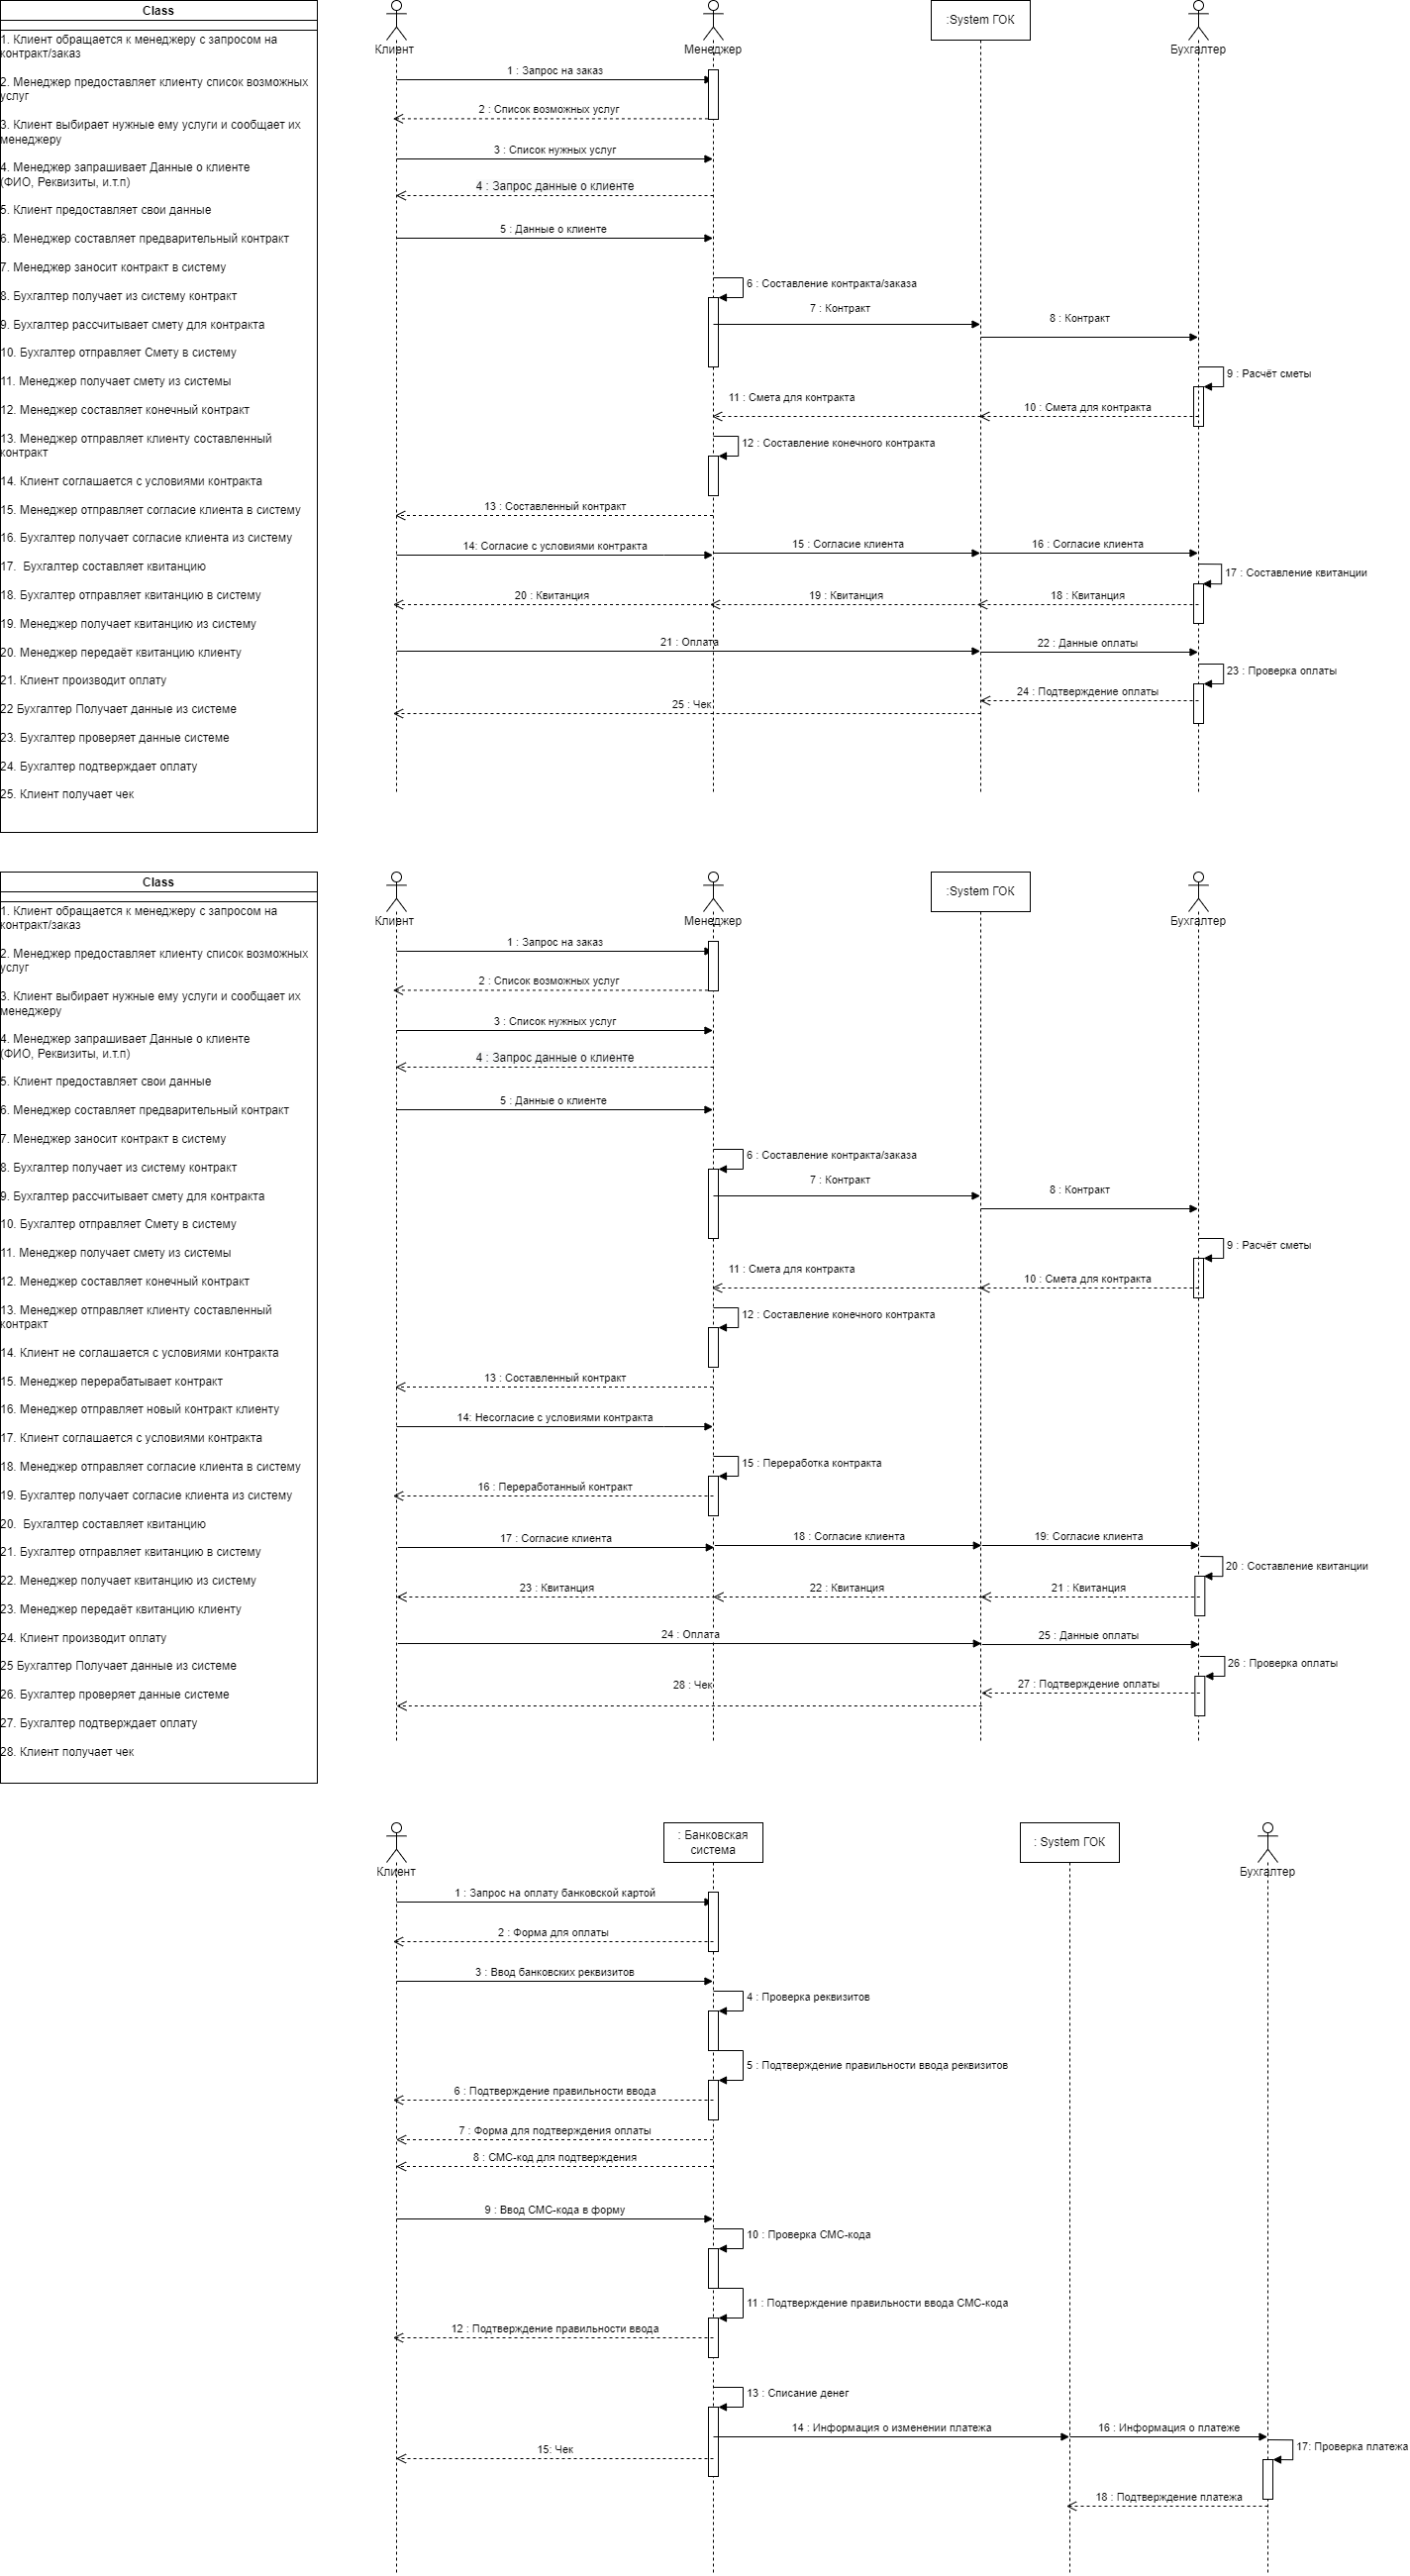 Class
1. Клиент обращается к менеджеру с запросом на
контракт/заказ
2. Менеджер предоставляет клиенту список возможных
услуг
3. Клиент выбирает нужные ему услуги и сообщает их
менеджеру
4. Менеджер запрашивает Данные о клиенте
(ФИО, Реквизиты, и.т.п)
5. Клиент предоставляет свои данные
6. Менеджер составляет предварительный контракт
7. Менеджер заносит контракт в систему
8. Бухгалтер получает из систему контракт
9. Бухгалтер рассчитывает смету для контракта
10. Бухгалтер отправляет Смету в систему
11. Менеджер получает смету из системы
12. Менеджер составляет конечный контракт
13. Менеджер отправляет клиенту составленный
контракт
14. Клиент соглашается с условиями контракта
15. Менеджер отправляет согласие клиента в систему
16. Бухгалтер получает согласие клиента из систему
17. Бухгалтер составляет квитанцию
18. Бухгалтер отправляет квитанцию в систему
19. Менеджер получает квитанцию из систему
20. Менеджер передаёт квитанцию клиенту
21. Клиент производит оплату
22 Бухгалтер Получает данные из системе
23. Бухгалтер проверяет данные системе
24. Бухгалтер подтверждает оплату
25. Клиент получает чек
Клиент
Менеджер
:System ГОК
Бухгалтер
1 : Запрос на заказ
2 : Список возможных услуг
3 : Список нужных услуг
4 : Запрос данные о клиенте
5 : Данные о клиенте
6 : Составление контракта/заказа
7 : Контракт
8 : Контракт
9 : Расчёт сметы
11 : Смета для контракта
10 : Смета для контракта
12 : Составление конечного контракта
13 : Составленный контракт
14: Согласие с условиями контракта
15 : Согласие клиента
16 : Согласие клиента
17 : Составление квитанции
20 : Квитанция
19 : Квитанция
18 : Квитанция
21 : Оплата
22 : Данные оплаты
23 : Проверка оплаты
24 : Подтверждение оплаты
25 : Чек
Class
1. Клиент обращается к менеджеру с запросом на
контракт/заказ
2. Менеджер предоставляет клиенту список возможных
услуг
3. Клиент выбирает нужные ему услуги и сообщает их
менеджеру
4. Менеджер запрашивает Данные о клиенте
(ФИО, Реквизиты, и.т.п)
5. Клиент предоставляет свои данные
6. Менеджер составляет предварительный контракт
7. Менеджер заносит контракт в систему
8. Бухгалтер получает из систему контракт
9. Бухгалтер рассчитывает смету для контракта
10. Бухгалтер отправляет Смету в систему
11. Менеджер получает смету из системы
12. Менеджер составляет конечный контракт
13. Менеджер отправляет клиенту составленный
контракт
14. Клиент не соглашается с условиями контракта
15. Менеджер перерабатывает контракт
16. Менеджер отправляет новый контракт клиенту
17. Клиент соглашается с условиями контракта
18. Менеджер отправляет согласие клиента в систему
19. Бухгалтер получает согласие клиента из систему
20. Бухгалтер составляет квитанцию
21. Бухгалтер отправляет квитанцию в систему
22. Менеджер получает квитанцию из систему
23. Менеджер передаёт квитанцию клиенту
24. Клиент производит оплату
25 Бухгалтер Получает данные из системе
26. Бухгалтер проверяет данные системе
27. Бухгалтер подтверждает оплату
28. Клиент получает чек
Клиент
Менеджер
:System ГОК
Бухгалтер
1 : Запрос на заказ
2 : Список возможных услуг
3 : Список нужных услуг
4 : Запрос данные о клиенте
5 : Данные о клиенте
6 : Составление контракта/заказа
7 : Контракт
8 : Контракт
9 : Расчёт сметы
11 : Смета для контракта
10 : Смета для контракта
12 : Составление конечного контракта
13 : Составленный контракт
14: Несогласие с условиями контракта
15 : Переработка контракта
16 : Переработанный контракт
17 : Согласие клиента
18 : Согласие клиента
19: Согласие клиента
20 : Составление квитанции
23 : Квитанция
22 : Квитанция
21 : Квитанция
24 : Оплата
25 : Данные оплаты
26 : Проверка оплаты
27 : Подтверждение оплаты
28 : Чек
Клиент
: Банковская
система
: System ГОК
Бухгалтер
1 : Запрос на оплату банковской картой
2 : Форма для оплаты
3 : Ввод банковских реквизитов
4 : Проверка реквизитов
5 : Подтверждение правильности ввода реквизитов
6 : Подтверждение правильности ввода
7 : Форма для подтверждения оплаты
8 : СМС-код для подтверждения
9 : Ввод СМС-кода в форму
10 : Проверка СМС-кода
11 : Подтверждение правильности ввода СМС-кода
12 : Подтверждение правильности ввода
13 : Списание денег
14 : Информация о изменении платежа
16 : Информация о платеже
15: Чек
17: Проверка платежа
18 : Подтверждение платежа